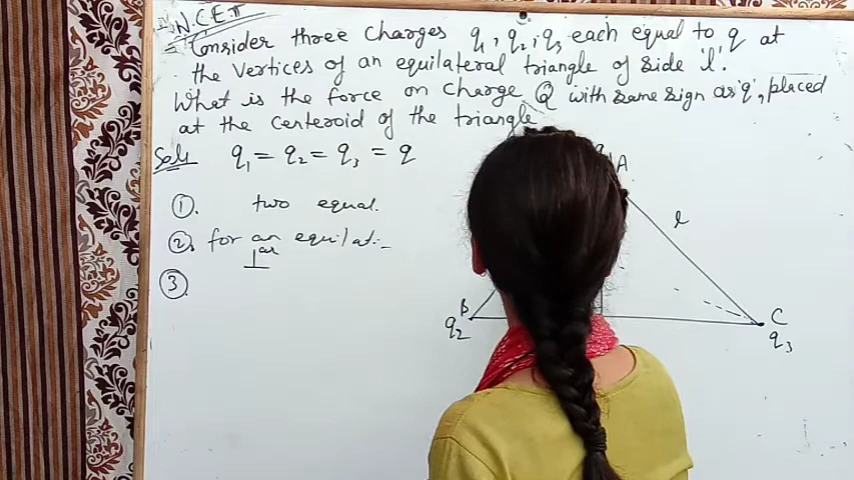 N.C.E.R.T
Consider three charges q1, q2, q3 each equal to q at
the vertices of an equilateral triangle of side 'l'.
What is the force on charge Q with same sign as 'q', placed
at the centeroid of the triangle
Sol: q1 = q2 = q3 = q
①. two equal.
②. for an equilat
⊥ar
③
A
l
B
q2
C
q3